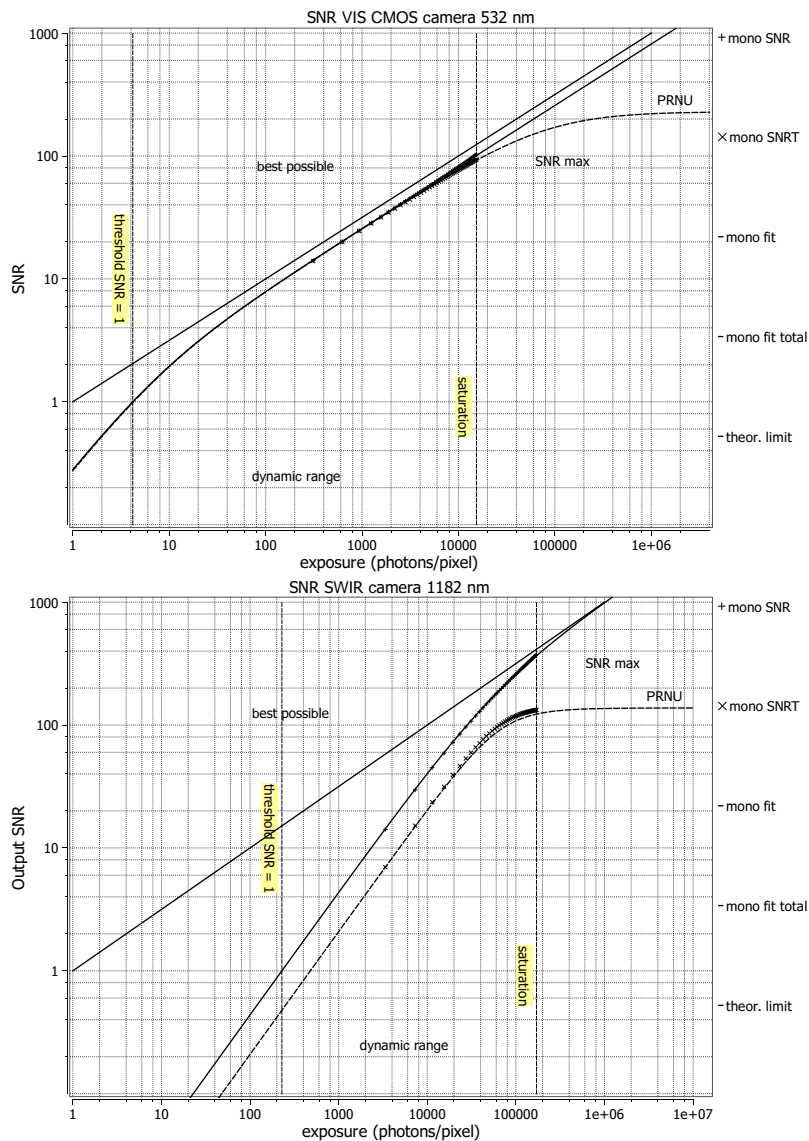 SNR VIS CMOS camera 532 nm
1000
100
10
1
SNR
best possible
threshold SNR = 1
PRNU
SNR max
saturation
dynamic range
1 10 100 1000 10000 100000 1e+06
exposure (photons/pixel)
+mono SNR
×mono SNRT
-mono fit
-mono fit total
-theor. limit
SNR SWIR camera 1182 nm
1000
100
10
1
Output SNR
best possible
threshold SNR = 1
SNR max
PRNU
saturation
dynamic range
1 10 100 1000 10000 100000 1e+06 1e+07
exposure (photons/pixel)
+mono SNR
×mono SNRT
-mono fit
-mono fit total
-theor. limit